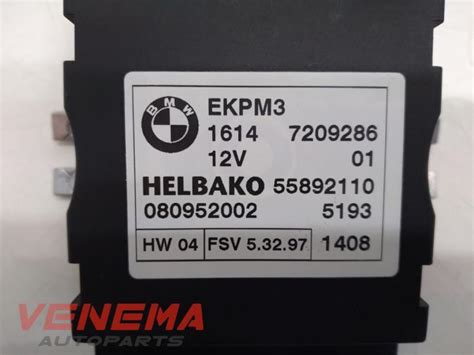 BMW
EKPM3
1614 7209286
12V 01
HELBAKO 55892110
080952002 5193
HW 04 FSV 5.32.97 1408
VENEMA
AUTOPARTS